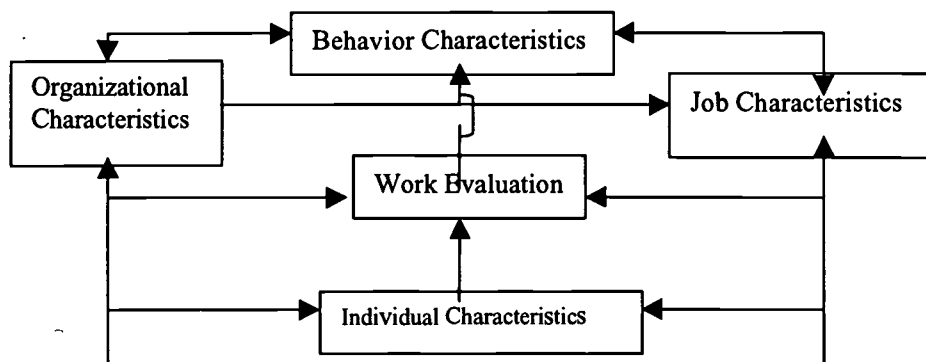 Behavior Characteristics
Organizational
Characteristics
Job Characteristics
Work Evaluation
Individual Characteristics